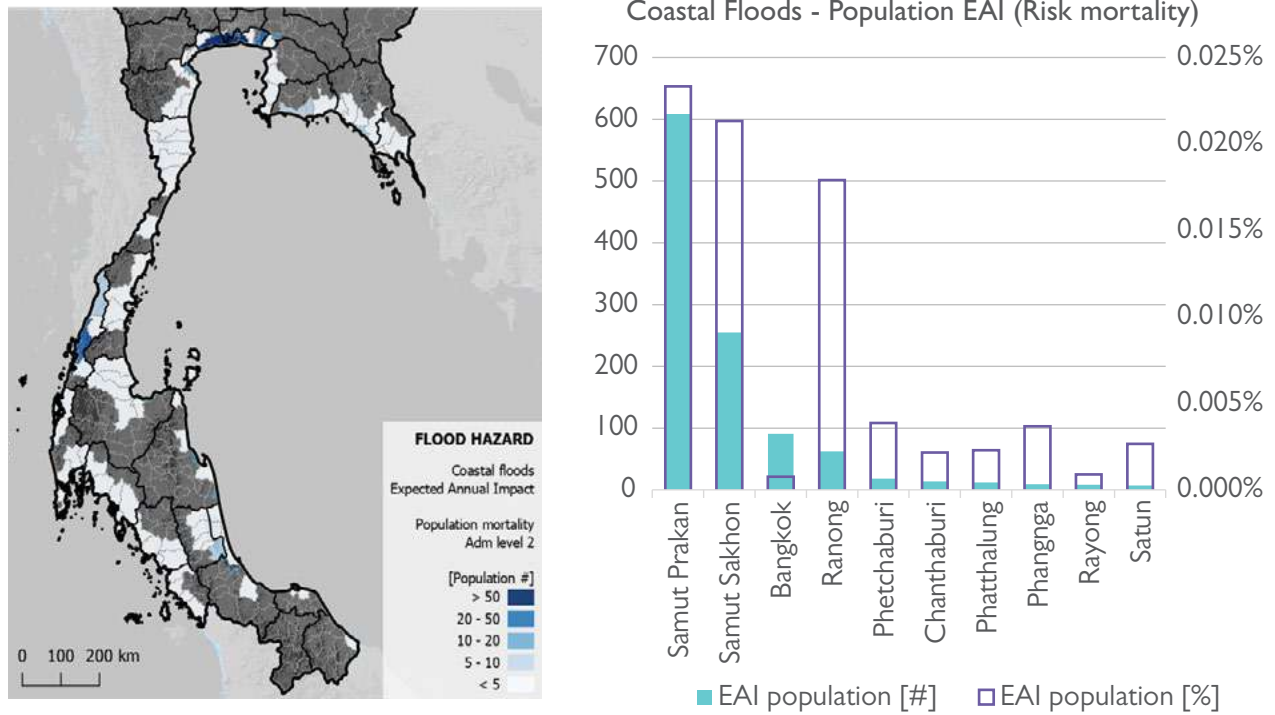 FLOOD HAZARD
Coastal floods
Expected Annual Impact
Population mortality
Adm level 2
[Population #]
> 50
20 - 50
10 - 20
5 - 10
< 5
0 100 200 km
Coastal Floods - Population EAI (Risk mortality)
700
600
500
400
300
200
100
0
0.025%
0.020%
0.015%
0.010%
0.005%
0.000%
Samut Prakan
Samut Sakhon
Bangkok
Ranong
Phetchaburi
Chanthaburi
Phatthalung
Phangnga
Rayong
Satun
EAI population [#]
EAI population [%]